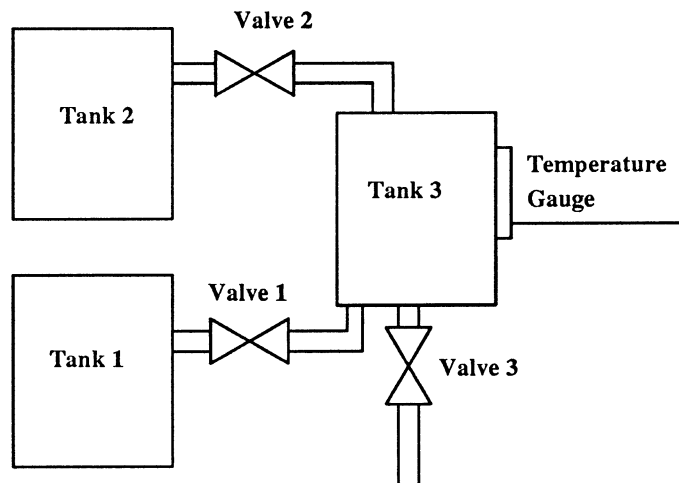 Valve 2
Tank 2
Tank 3
Temperature
Gauge
Valve 1
Tank 1
Valve 3